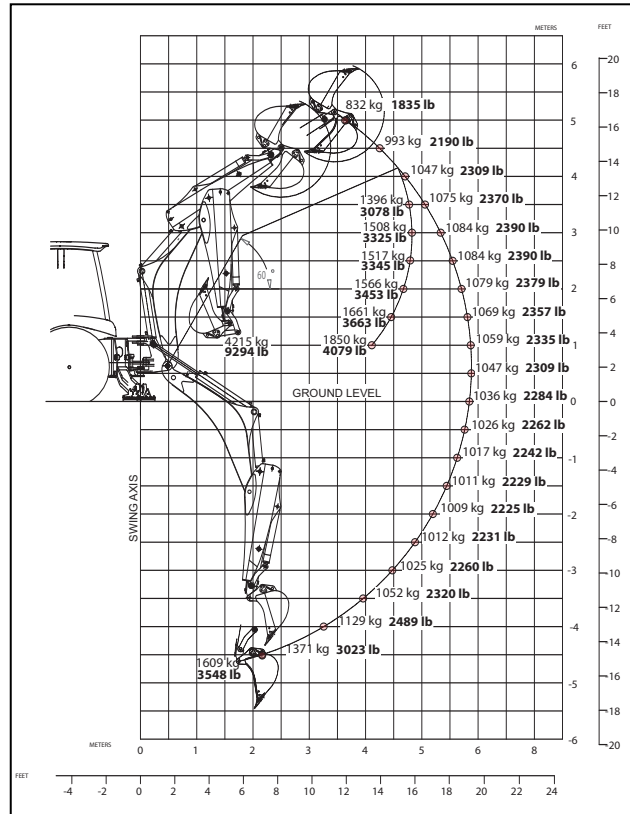 METERS FEET
20
6
18
832 kg 1835 lb
5
16
993 kg 2190 lb
14
1047 kg 2309 lb
4
1396 kg
3078 lb
1075 kg 2370 lb
12
1508 kg
3325 lb
1084 kg 2390 lb
3
10
1517 kg
3345 lb
1084 kg 2390 lb
60°
8
1566 kg
3453 lb
1079 kg 2379 lb
2
6
1661 kg
3663 lb
1069 kg 2357 lb
4
4215 kg
9294 lb
1850 kg
4079 lb
1059 kg 2335 lb
1
1047 kg 2309 lb
2
GROUND LEVEL
1036 kg 2284 lb
0
0
1026 kg 2262 lb
-2
1017 kg 2242 lb
-1
-4
1011 kg 2229 lb
-6
SWING AXIS
1009 kg 2225 lb
-2
-8
1012 kg 2231 lb
1025 kg 2260 lb
-3
-10
1052 kg 2320 lb
-12
1129 kg 2489 lb
-4
-14
1371 kg 3023 lb
1609 kg
3548 lb
-16
-5
-18
-6
-20
METERS
0 1 2 3 4 5 6 7 8
FEET
-4 -2 0 2 4 6 8 10 12 14 16 18 20 22 24